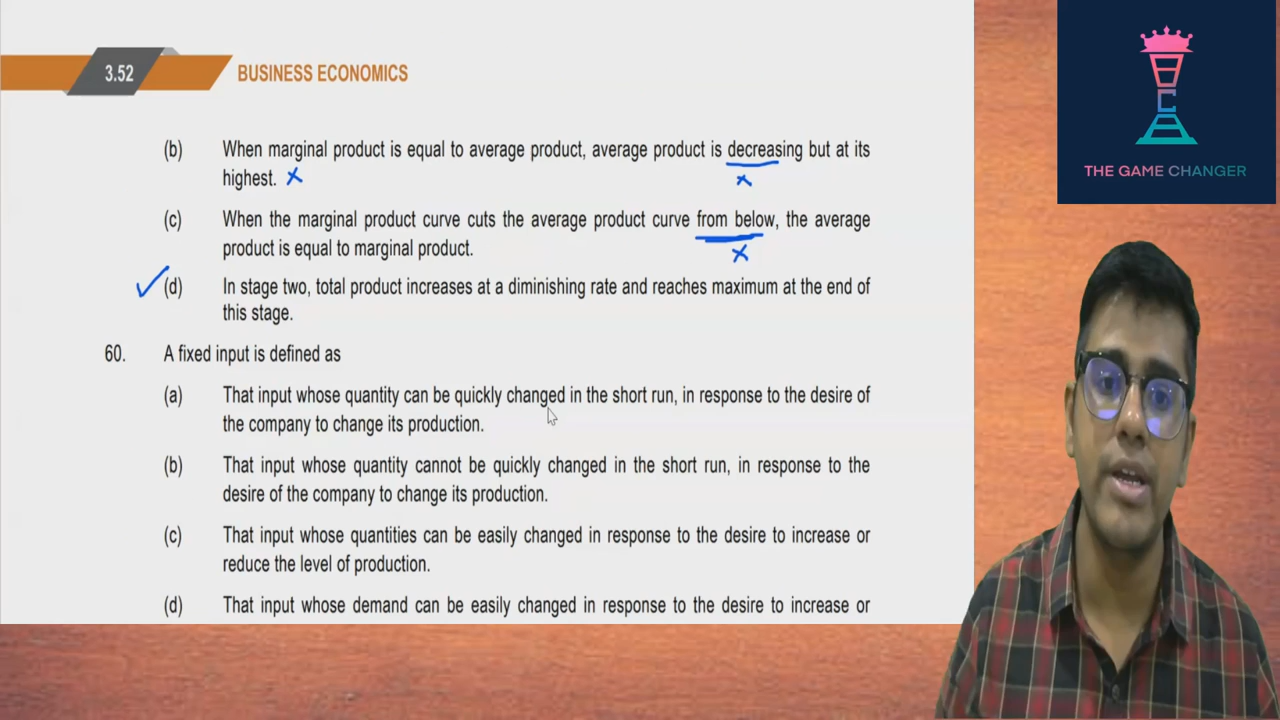 3.52
BUSINESS ECONOMICS
(b) When marginal product is equal to average product, average product is decreasing but at its
highest.
(c) When the marginal product curve cuts the average product curve from below, the average
product is equal to marginal product.
(d) In stage two, total product increases at a diminishing rate and reaches maximum at the end of
this stage.
60. A fixed input is defined as
(a) That input whose quantity can be quickly changed in the short run, in response to the desire of
the company to change its production.
(b) That input whose quantity cannot be quickly changed in the short run, in response to the
desire of the company to change its production.
(c) That input whose quantities can be easily changed in response to the desire to increase or
reduce the level of production.
(d) That input whose demand can be easily changed in response to the desire to increase or
THE GAME CHANGER